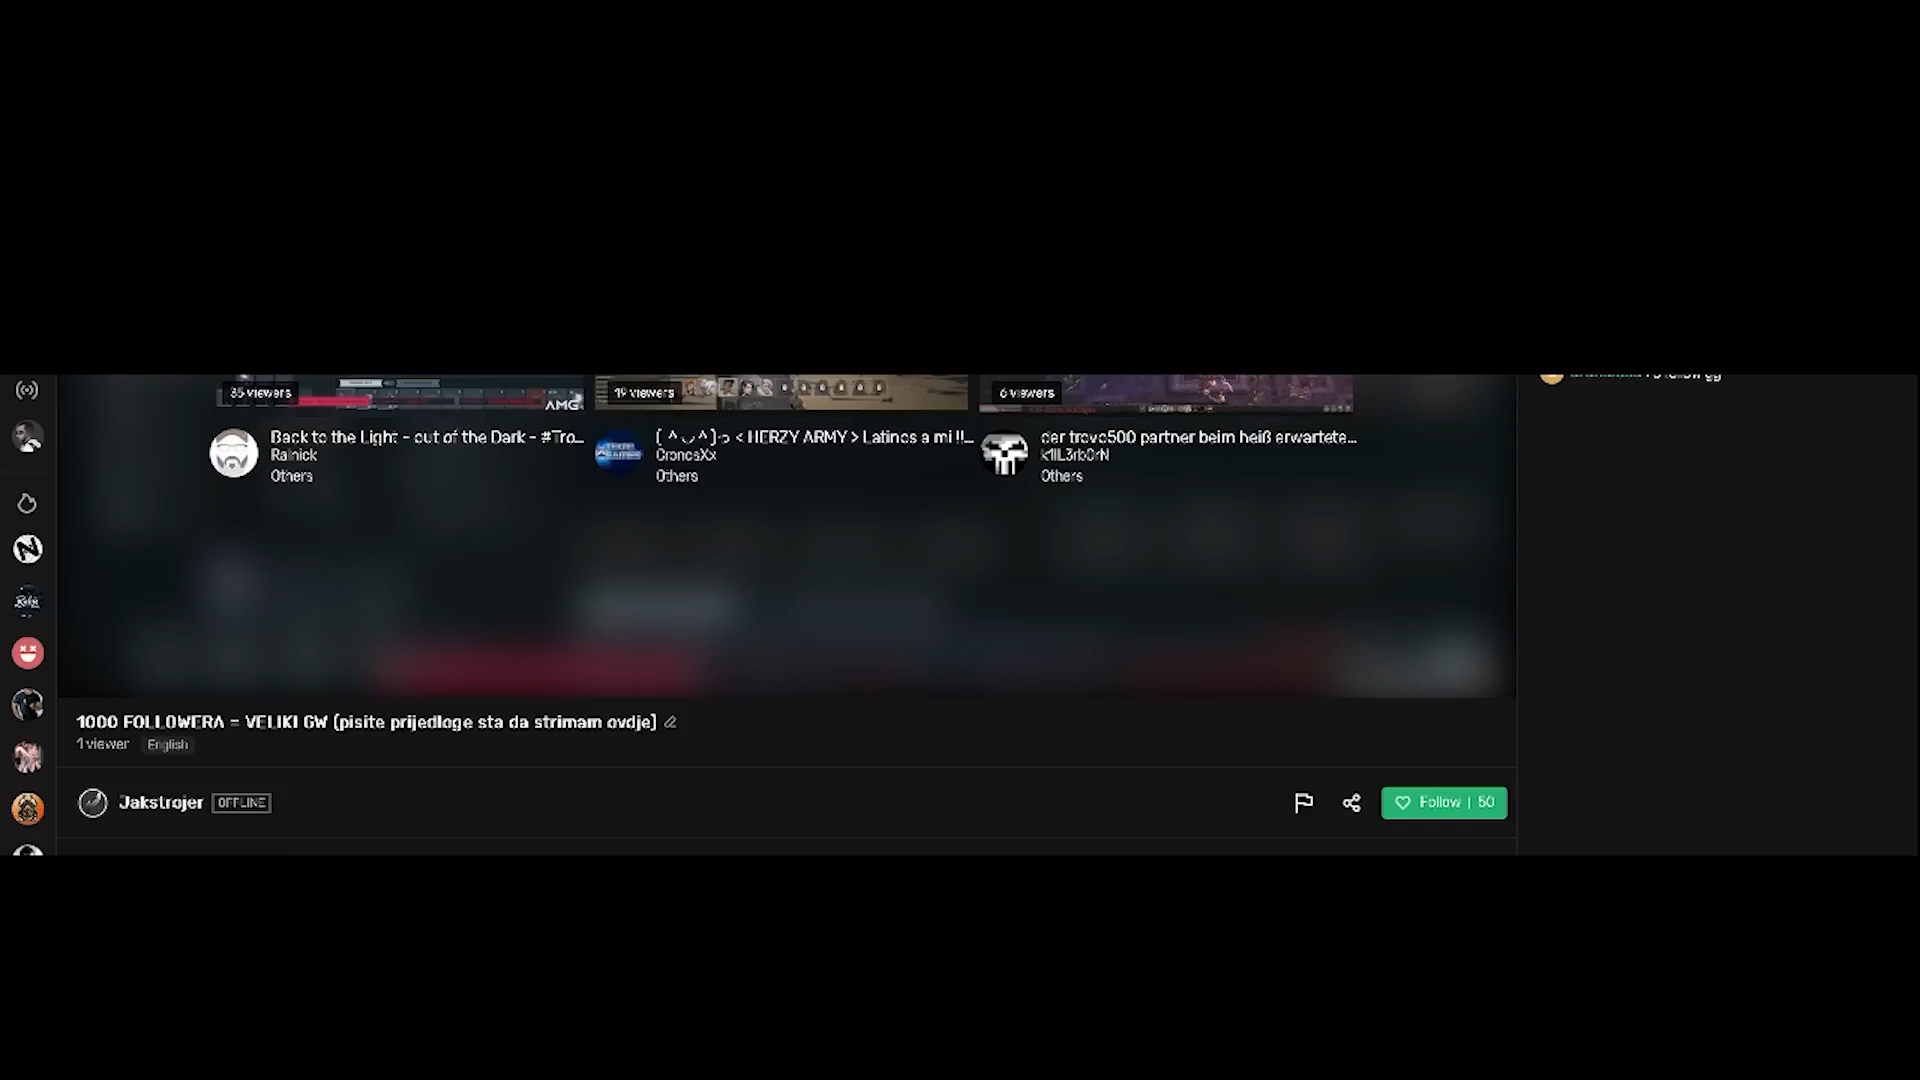 35 viewers
AMG
19 viewers
6 viewers
Back to the Light - out of the Dark - #Tro...
Ralnick
Others
( ^◡^)っ < HERZY ARMY > Latinos a mi !!...
CronosXx
Others
der trovo500 partner beim heiß erwartete...
k1lL3rb0rN
Others
1000 FOLLOWERA = VELIKI GW (pisite prijedloge sta da strimam ovdje)
1 viewer English
Jakstrojer OFFLINE
Follow | 50